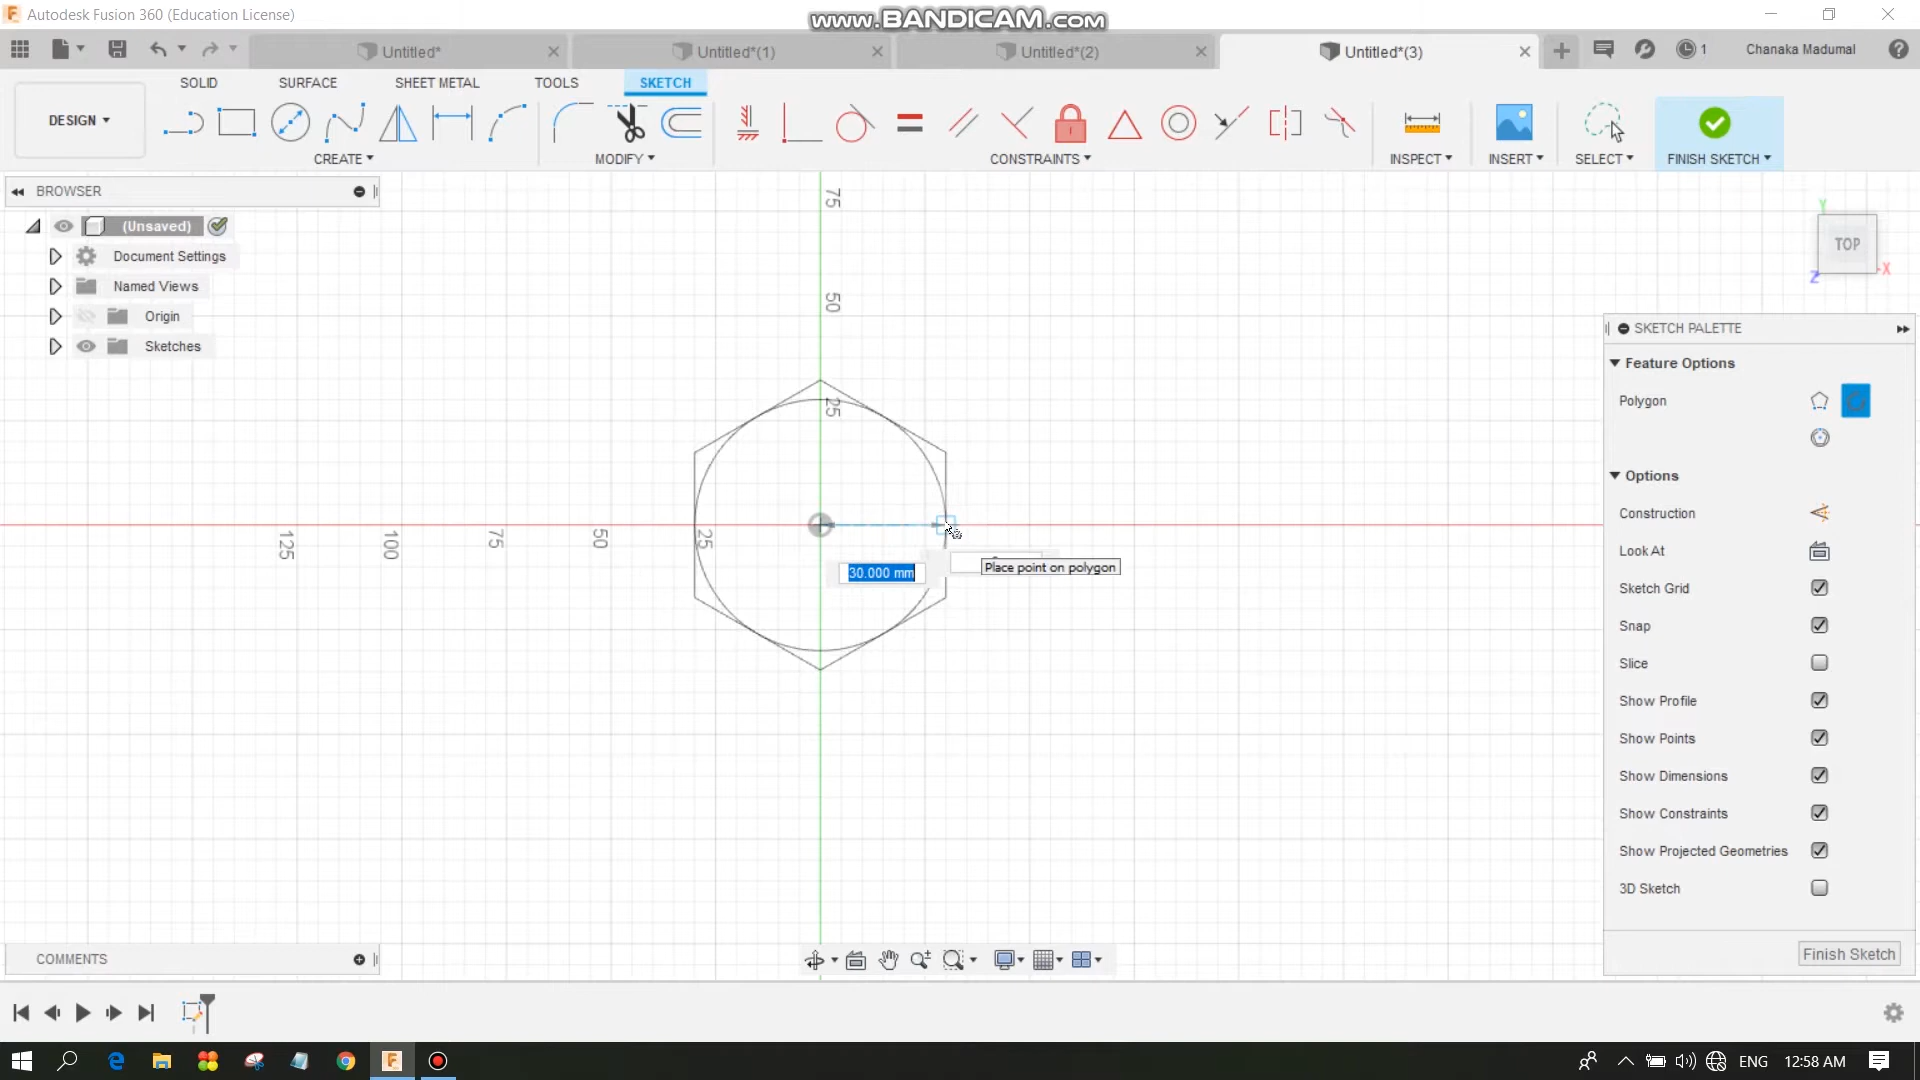 Autodesk Fusion 360 (Education License)
www.BANDICAM.com
Untitled*
Untitled*(1)
Untitled*(2)
Untitled*(3)
1
Chanaka Madumal
DESIGN
SOLID
SURFACE
SHEET METAL
TOOLS
SKETCH
CREATE
MODIFY
CONSTRAINTS
INSPECT
INSERT
SELECT
FINISH SKETCH
BROWSER
(Unsaved)
Document Settings
Named Views
Origin
Sketches
75
50
25
125
100
75
50
25
30.000 mm
Place point on polygon
Y
TOP
X
Z
SKETCH PALETTE
Feature Options
Polygon
Options
Construction
Look At
Sketch Grid
Snap
Slice
Show Profile
Show Points
Show Dimensions
Show Constraints
Show Projected Geometries
3D Sketch
Finish Sketch
COMMENTS
ENG
12:58 AM